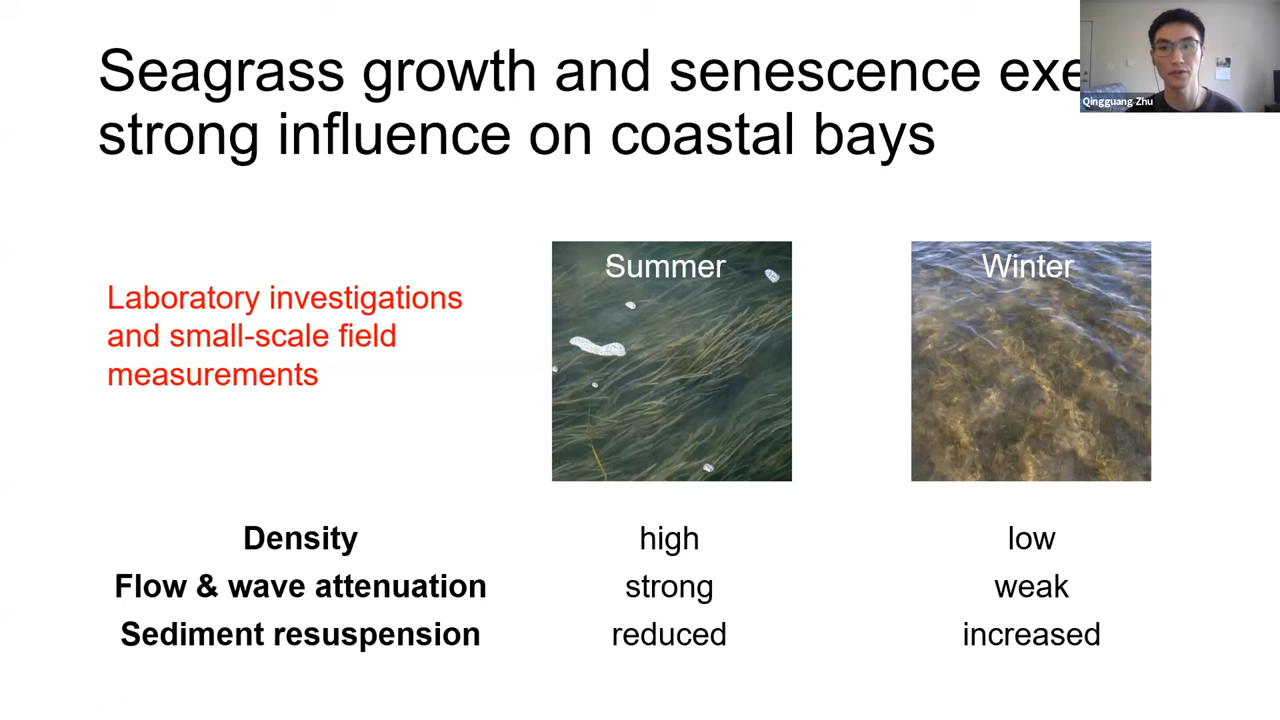 Seagrass growth and senescence exe
strong influence on coastal bays
Qingguang Zhu
Summer
Winter
Laboratory investigations
and small-scale field
measurements
Density high low
Flow & wave attenuation strong weak
Sediment resuspension reduced increased